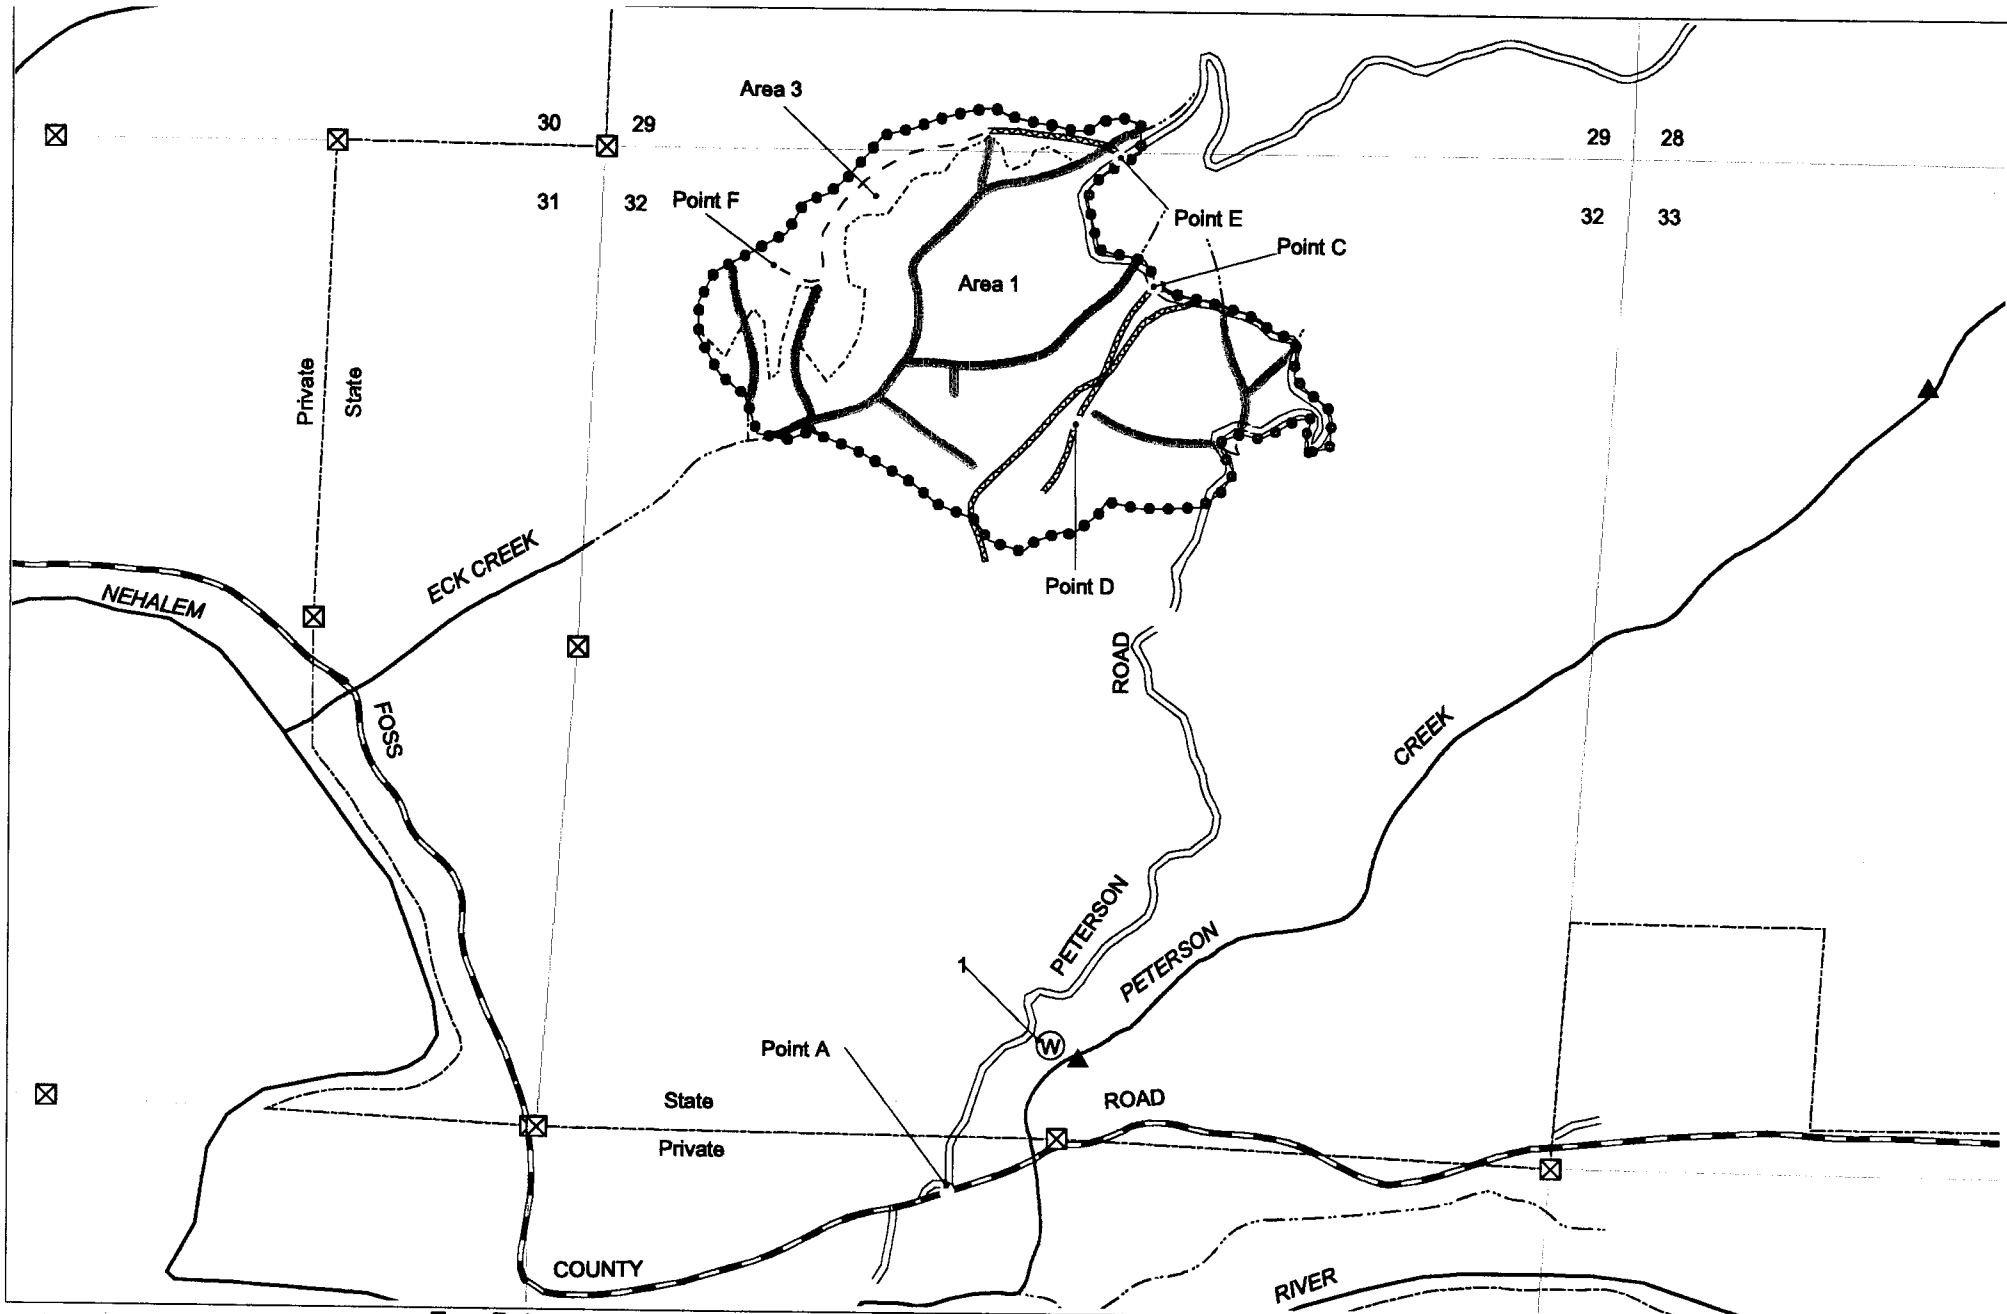 Area 3
30
29
29
28
31
32
Point F
Point E
32
33
Point C
Area 1
Private
State
ECK CREEK
NEHALEM
Point D
ROAD
FOSS
CREEK
PETERSON
PETERSON
1
W
Point A
State
ROAD
Private
COUNTY
RIVER